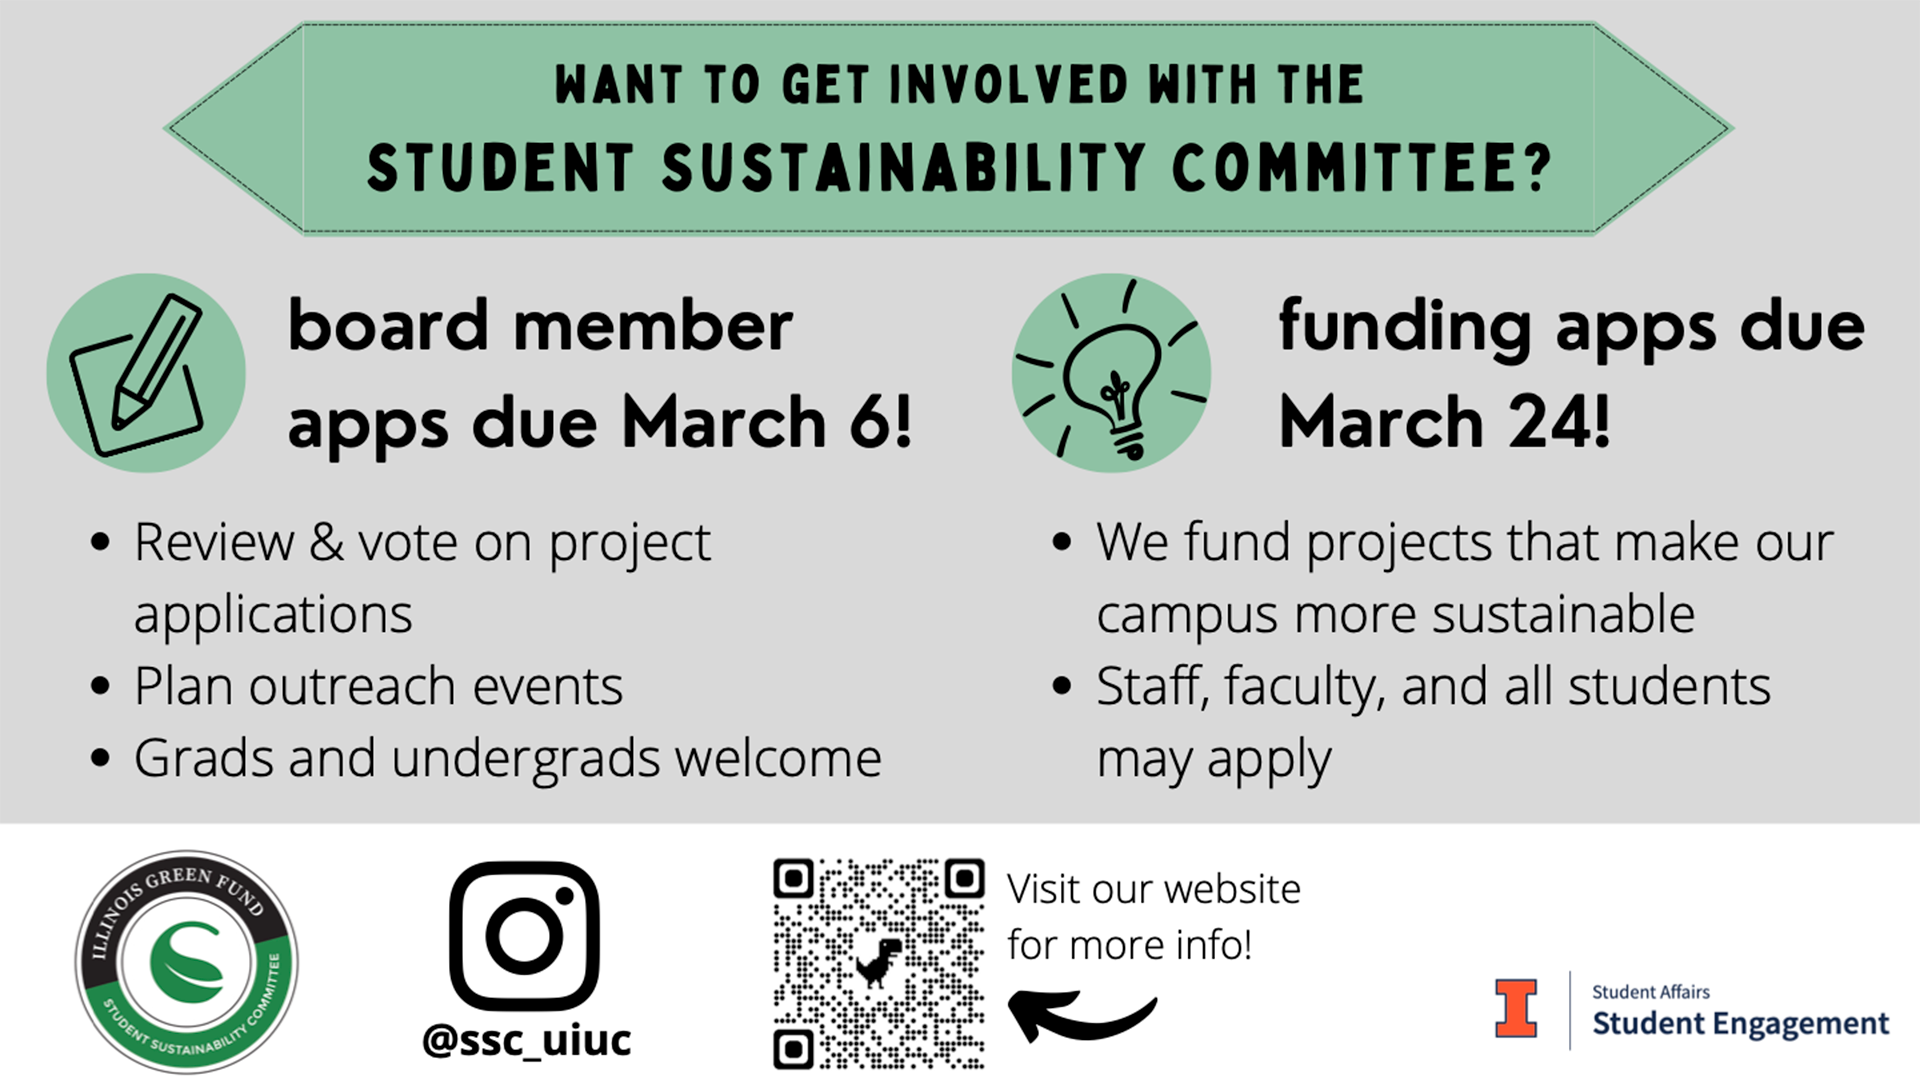 WANT TO GET INVOLVED WITH THE
STUDENT SUSTAINABILITY COMMITTEE?
board member
apps due March 6!
• Review & vote on project
applications
• Plan outreach events
• Grads and undergrads welcome
funding apps due
March 24!
• We fund projects that make our
campus more sustainable
• Staff, faculty, and all students
may apply
ILLINOIS GREEN FUND
STUDENT SUSTAINABILITY COMMITTEE
@ssc_uiuc
Visit our website
for more info!
I
Student Affairs
Student Engagement